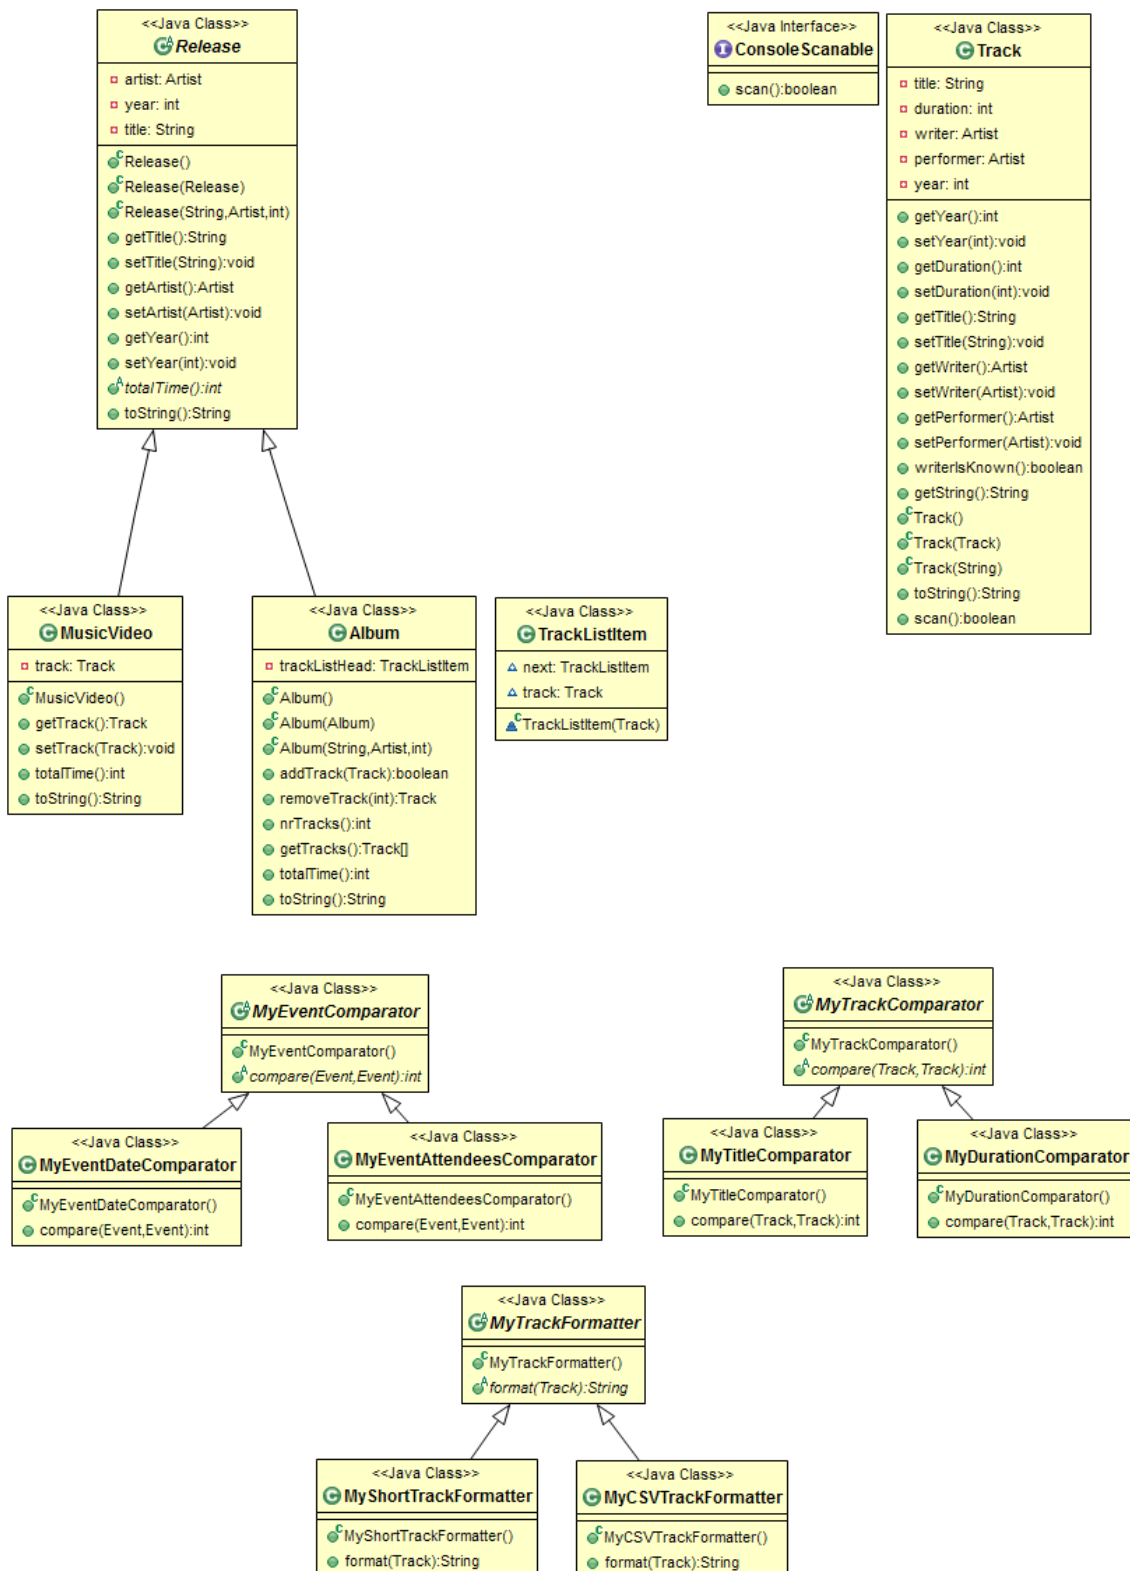 <<Java Class>>
Release
artist: Artist
year: int
title: String
Release()
Release(Release)
Release(String,Artist,int)
getTitle():String
setTitle(String):void
getArtist():Artist
setArtist(Artist):void
getYear():int
setYear(int):void
totalTime():int
toString():String
<<Java Interface>>
ConsoleScanable
scan():boolean
<<Java Class>>
Track
title: String
duration: int
writer: Artist
performer: Artist
year: int
getYear():int
setYear(int):void
getDuration():int
setDuration(int):void
getTitle():String
setTitle(String):void
getWriter():Artist
setWriter(Artist):void
getPerformer():Artist
setPerformer(Artist):void
writerIsKnown():boolean
getString():String
Track()
Track(Track)
Track(String)
toString():String
scan():boolean
<<Java Class>>
MusicVideo
track: Track
MusicVideo()
getTrack():Track
setTrack(Track):void
totalTime():int
toString():String
<<Java Class>>
Album
trackListHead: TrackListItem
Album()
Album(Album)
Album(String,Artist,int)
addTrack(Track):boolean
removeTrack(int):Track
nrTracks():int
getTracks():Track[]
totalTime():int
toString():String
<<Java Class>>
TrackListItem
next: TrackListItem
track: Track
TrackListItem(Track)
<<Java Class>>
MyEventComparator
MyEventComparator()
compare(Event,Event):int
<<Java Class>>
MyTrackComparator
MyTrackComparator()
compare(Track,Track):int
<<Java Class>>
MyEventDateComparator
MyEventDateComparator()
compare(Event,Event):int
<<Java Class>>
MyEventAttendeesComparator
MyEventAttendeesComparator()
compare(Event,Event):int
<<Java Class>>
MyTitleComparator
MyTitleComparator()
compare(Track,Track):int
<<Java Class>>
MyDurationComparator
MyDurationComparator()
compare(Track,Track):int
<<Java Class>>
MyTrackFormatter
MyTrackFormatter()
format(Track):String
<<Java Class>>
MyShortTrackFormatter
MyShortTrackFormatter()
format(Track):String
<<Java Class>>
MyCSVTrackFormatter
MyCSVTrackFormatter()
format(Track):String